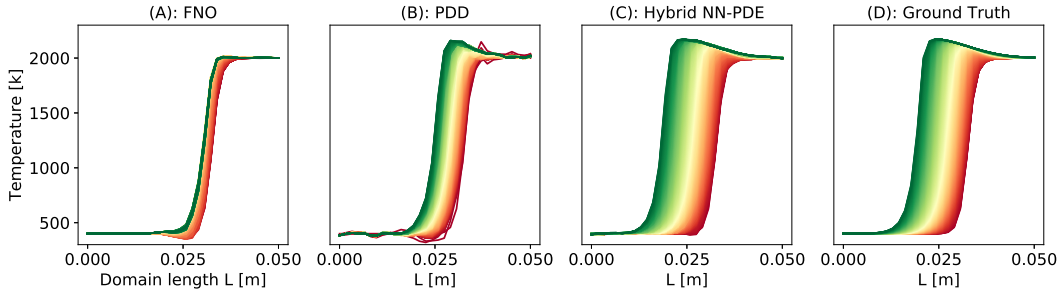 (A): FNO
(B): PDD
(C): Hybrid NN-PDE
(D): Ground Truth
Temperature [k]
2000
1500
1000
500
0.000
0.025
0.050
0.000
0.025
0.050
0.000
0.025
0.050
0.000
0.025
0.050
Domain length L [m]
L [m]
L [m]
L [m]